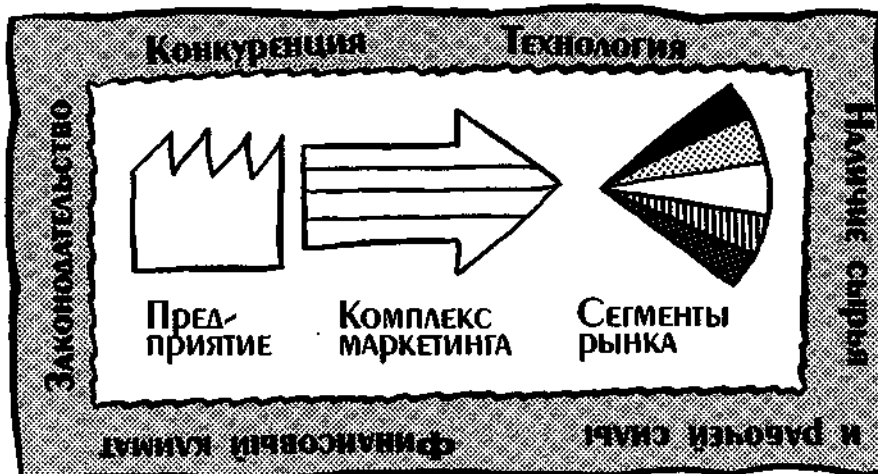 Конкуренция
Технология
Наличие сырья
и рабочей силы
Финансовый климат
Законодательство
Пред-
приятие
Комплекс
маркетинга
Сегменты
рынка